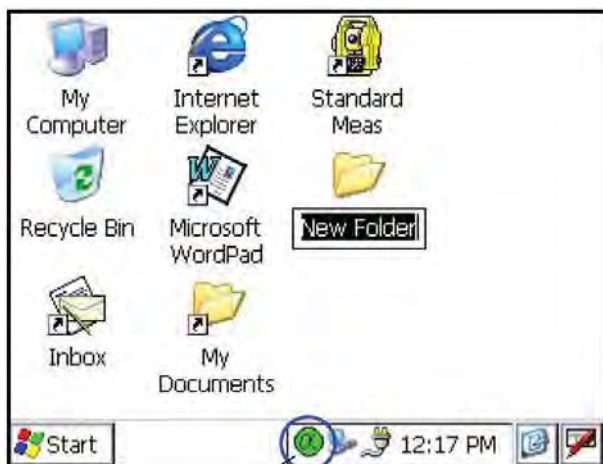 My
Computer
Internet
Explorer
Standard
Meas
Recycle Bin
Microsoft
WordPad
New Folder
Inbox
My
Documents
Start
α
12:17 PM